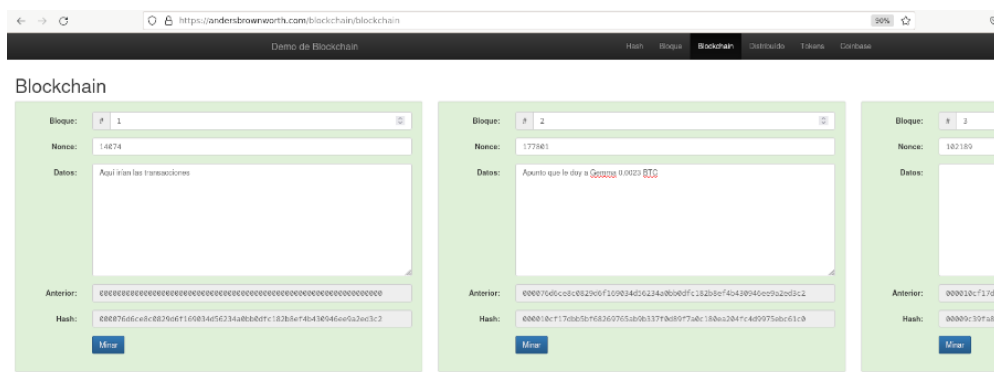 https://andersbrownworth.com/blockchain/blockchain
90%
Demo de Blockchain
Hash Bloque Blockchain Distribuido Tokens Coinbase
Blockchain
Bloque: # 1
Nonce: 14074
Datos: Aquí irían las transacciones
Anterior: 0000000000000000000000000000000000000000000000000000000000000000
Hash:
Minar
Bloque: # 2
Nonce: 177801
Datos: Apunto que le doy a Gemma 0.0023 BTC
Anterior:
Hash:
Minar
Bloque: # 3
Nonce: 102189
Datos:
Anterior: 000010cf17d
Hash: 00009c39fa8
Minar